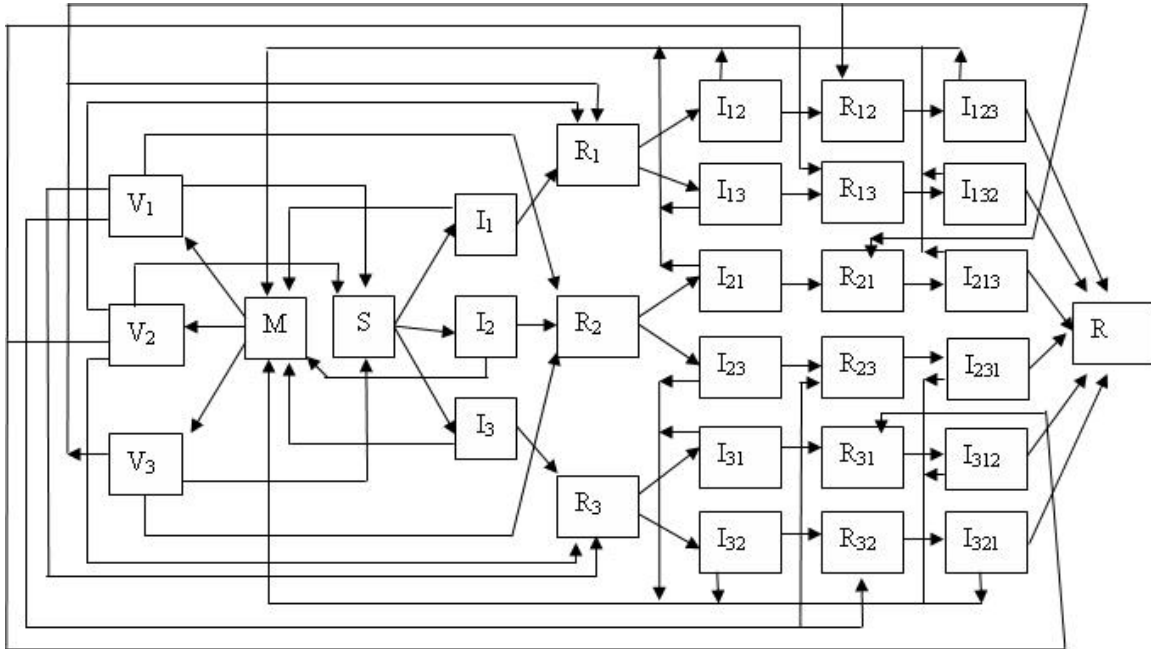 V₁
V₂
V₃
M
S
I₁
I₂
I₃
R₁
R₂
R₃
I₁₂
I₁₃
I₂₁
I₂₃
I₃₁
I₃₂
R₁₂
R₁₃
R₂₁
R₂₃
R₃₁
R₃₂
I₁₂₃
I₁₃₂
I₂₁₃
I₂₃₁
I₃₁₂
I₃₂₁
R